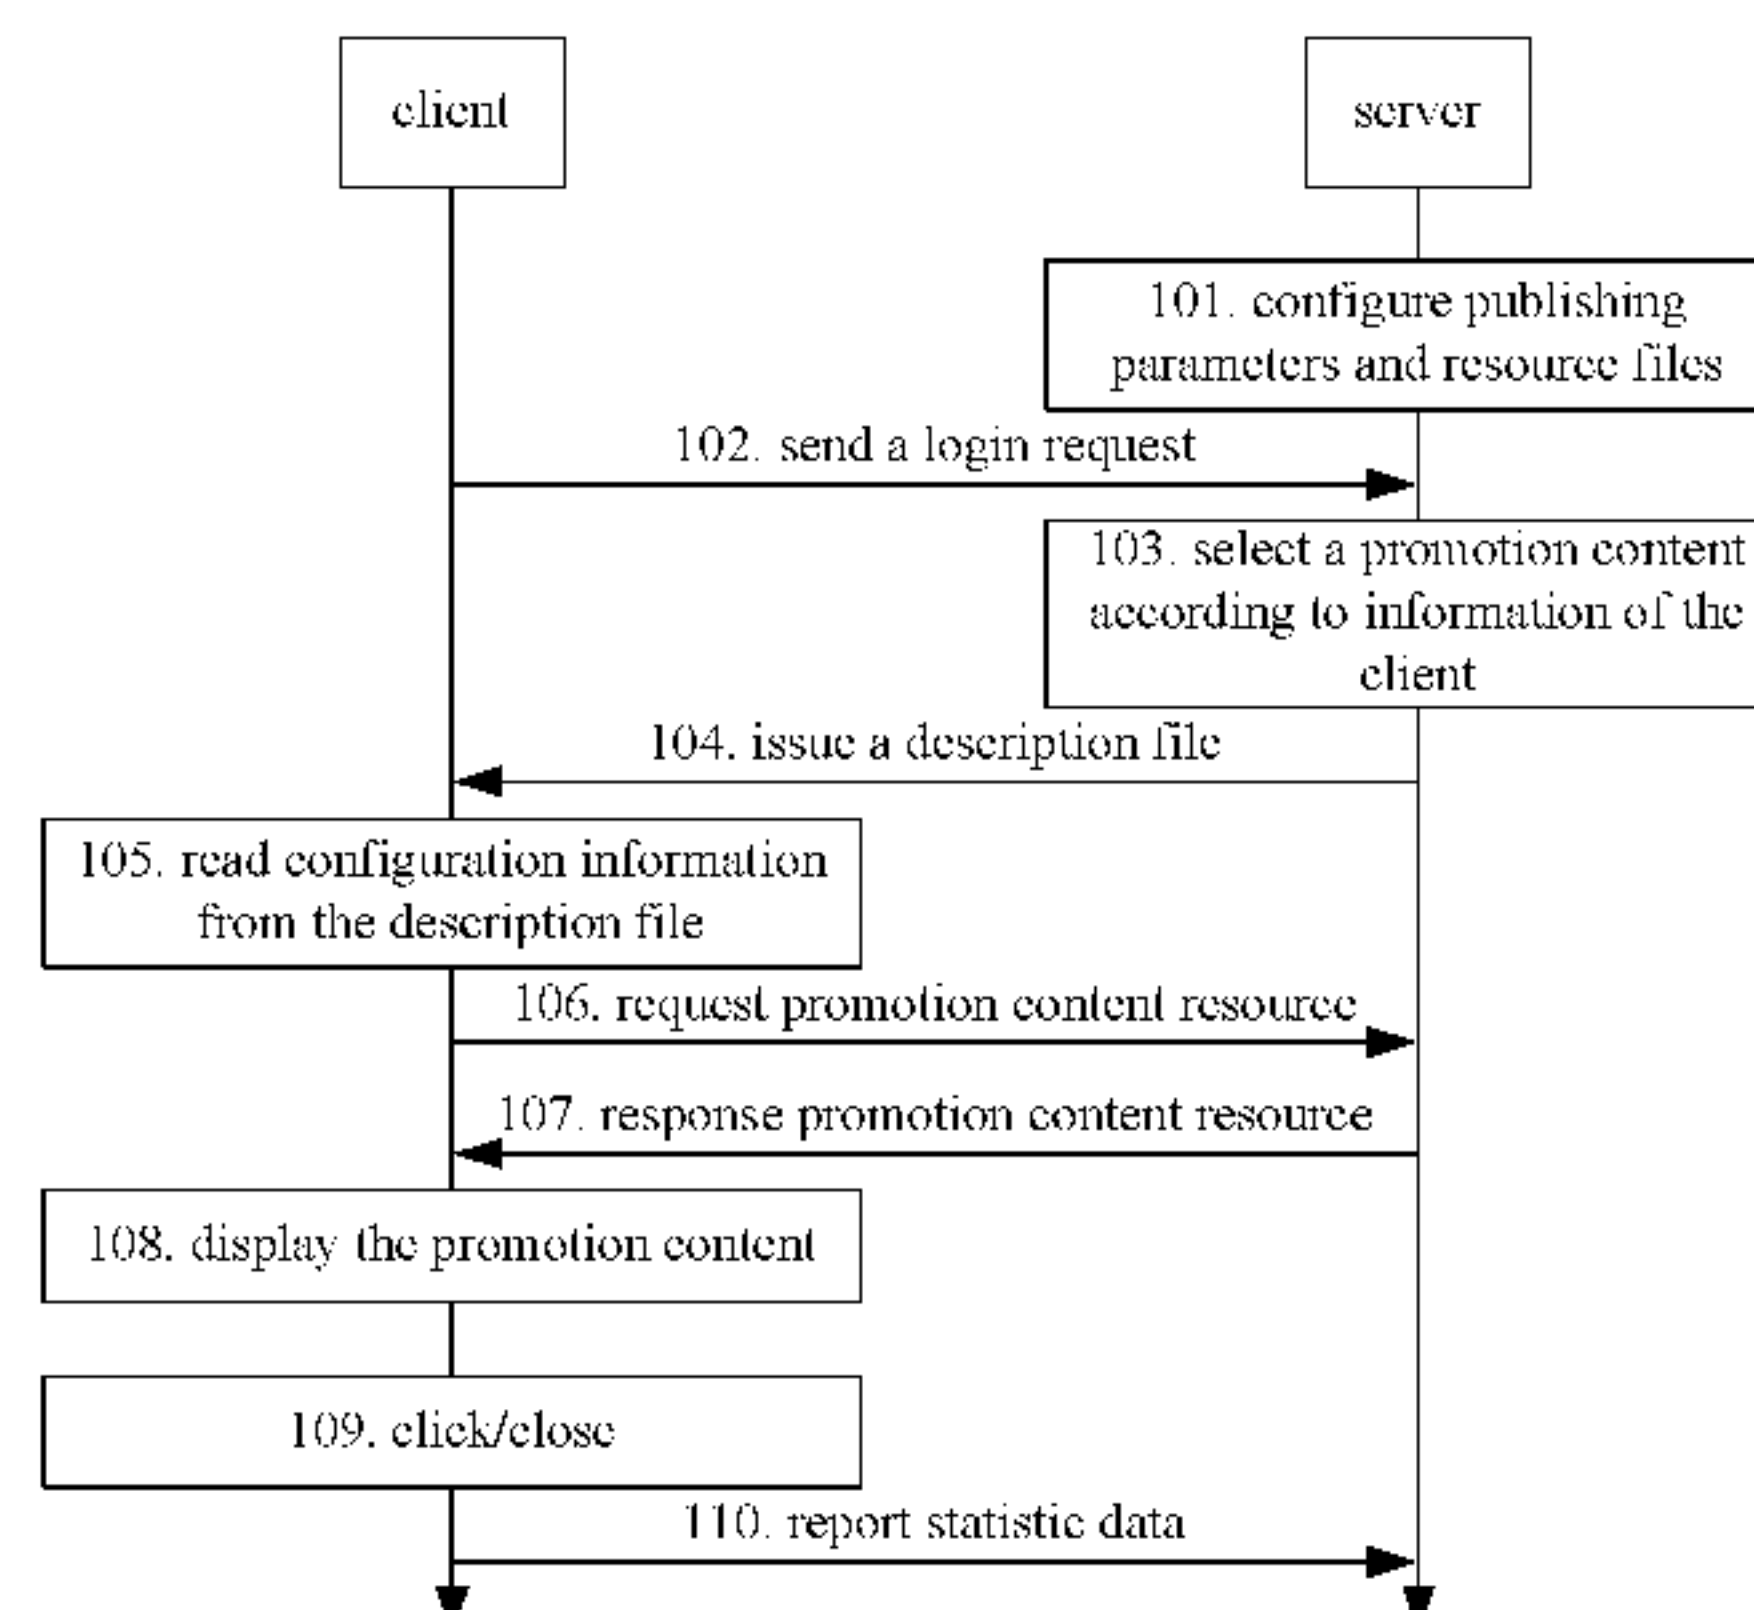 client
server
101. configure publishing
parameters and resource files
102. send a login request
103. select a promotion content
according to information of the
client
104. issue a description file
105. read configuration information
from the description file
106. request promotion content resource
107. response promotion content resource
108. display the promotion content
109. click/close
110. report statistic data